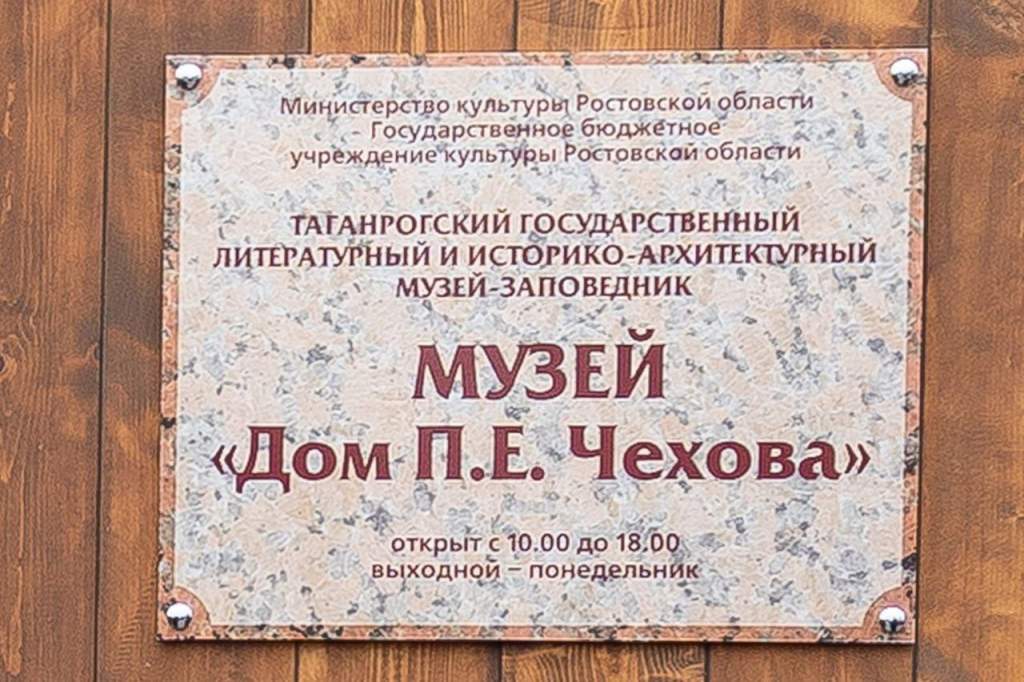 Министерство культуры Ростовской области
Государственное бюджетное
учреждение культуры Ростовской области
ТАГАНРОГСКИЙ ГОСУДАРСТВЕННЫЙ
ЛИТЕРАТУРНЫЙ И ИСТОРИКО-АРХИТЕКТУРНЫЙ
МУЗЕЙ-ЗАПОВЕДНИК
МУЗЕЙ
«Дом П.Е. Чехова»
открыт с 10.00 до 18.00
выходной – понедельник